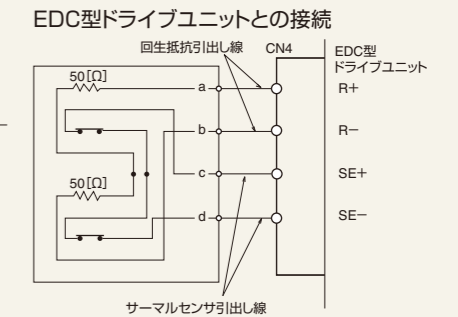 EDC型ドライブユニットとの接続
回生抵抗引出し線
CN4
EDC型
ドライブユニット
50[Ω]
a
R+
b
R−
c
SE+
50[Ω]
d
SE−
サーマルセンサ引出し線